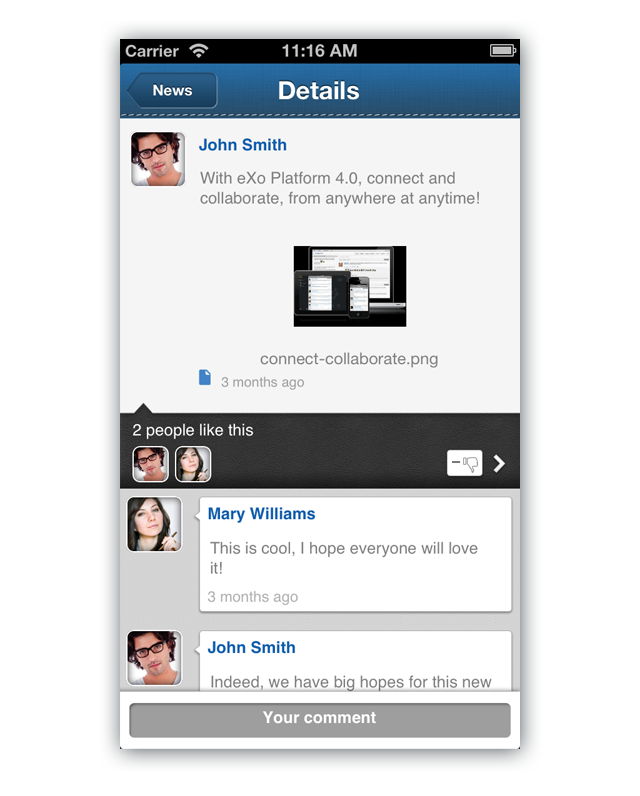 Carrier 11:16 AM
News Details
John Smith
With eXo Platform 4.0, connect and
collaborate, from anywhere at anytime!
connect-collaborate.png
3 months ago
2 people like this
Mary Williams
This is cool, I hope everyone will love
it!
3 months ago
John Smith
Indeed, we have big hopes for this new
Your comment